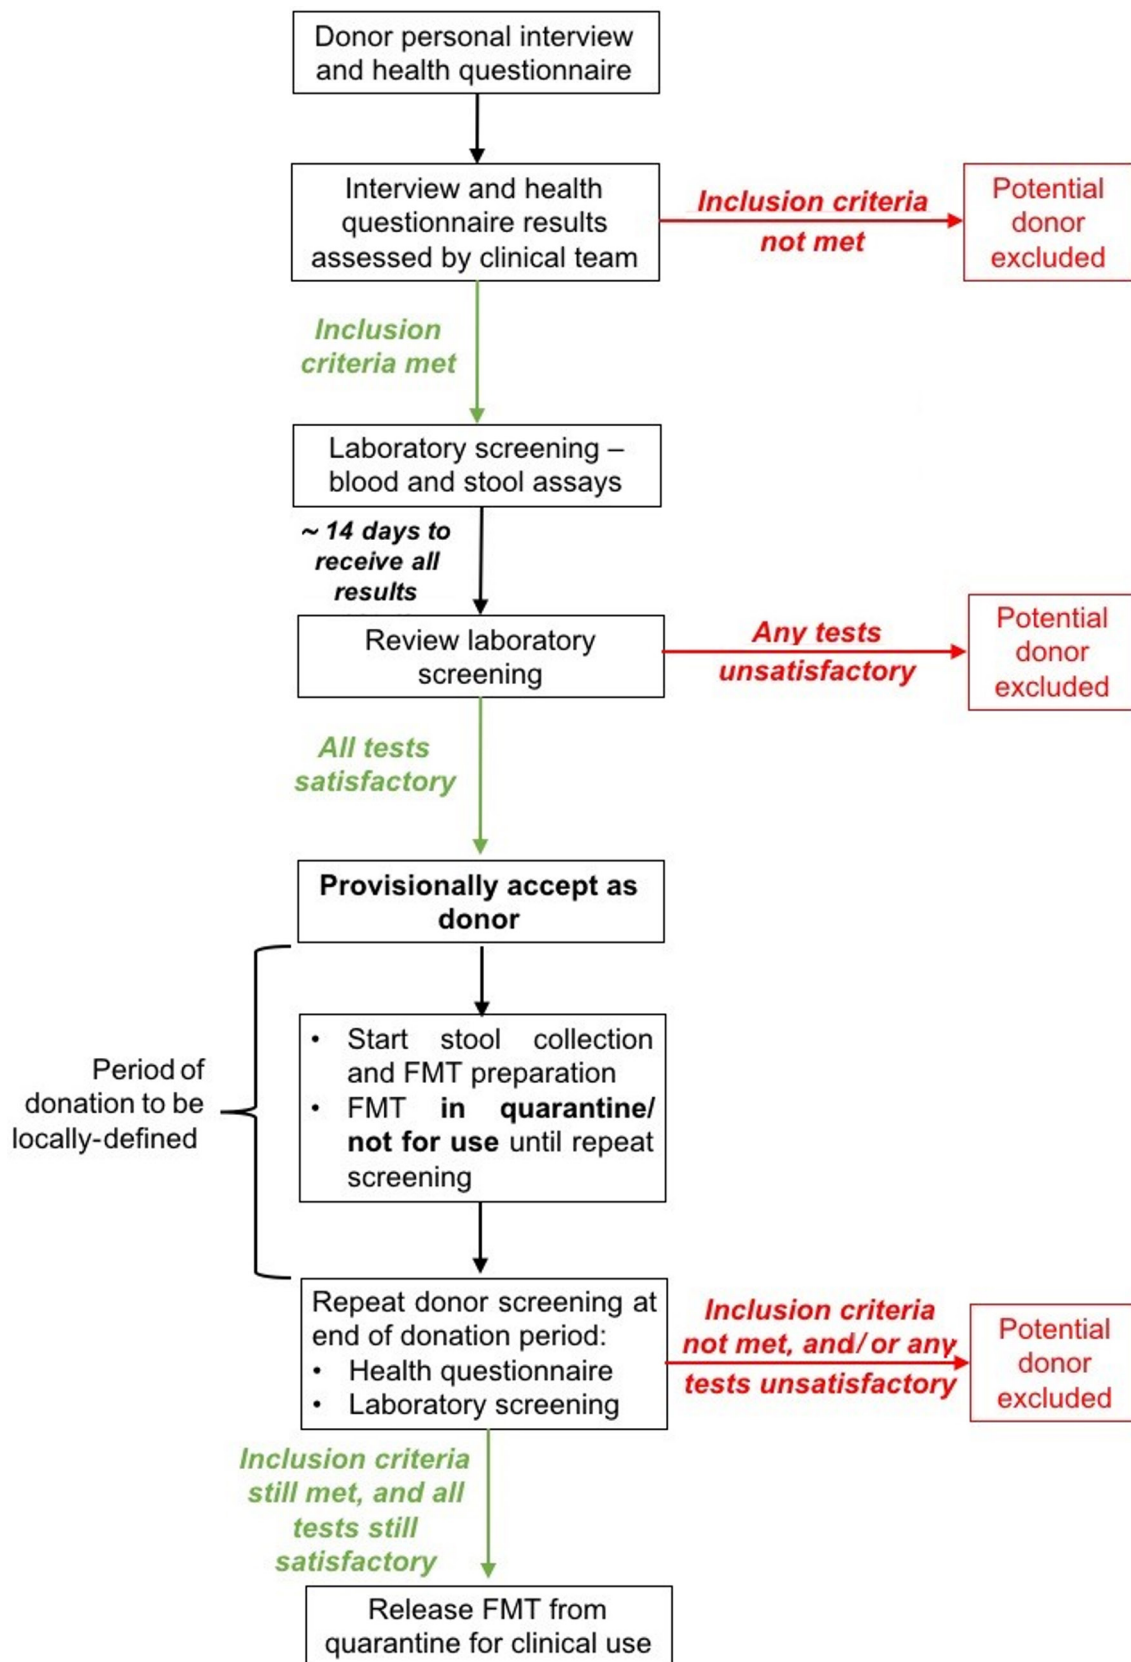 Donor personal interview
and health questionnaire
Interview and health
questionnaire results
assessed by clinical team
Inclusion criteria
not met
Potential
donor
excluded
Inclusion
criteria met
Laboratory screening –
blood and stool assays
~ 14 days to
receive all
results
Review laboratory
screening
Any tests
unsatisfactory
Potential
donor
excluded
All tests
satisfactory
Provisionally accept as
donor
Period of
donation to be
locally-defined
• Start stool collection
and FMT preparation
• FMT in quarantine/
not for use until repeat
screening
Repeat donor screening at
end of donation period:
• Health questionnaire
• Laboratory screening
Inclusion criteria
not met, and/ or any
tests unsatisfactory
Potential
donor
excluded
Inclusion criteria
still met, and all
tests still
satisfactory
Release FMT from
quarantine for clinical use